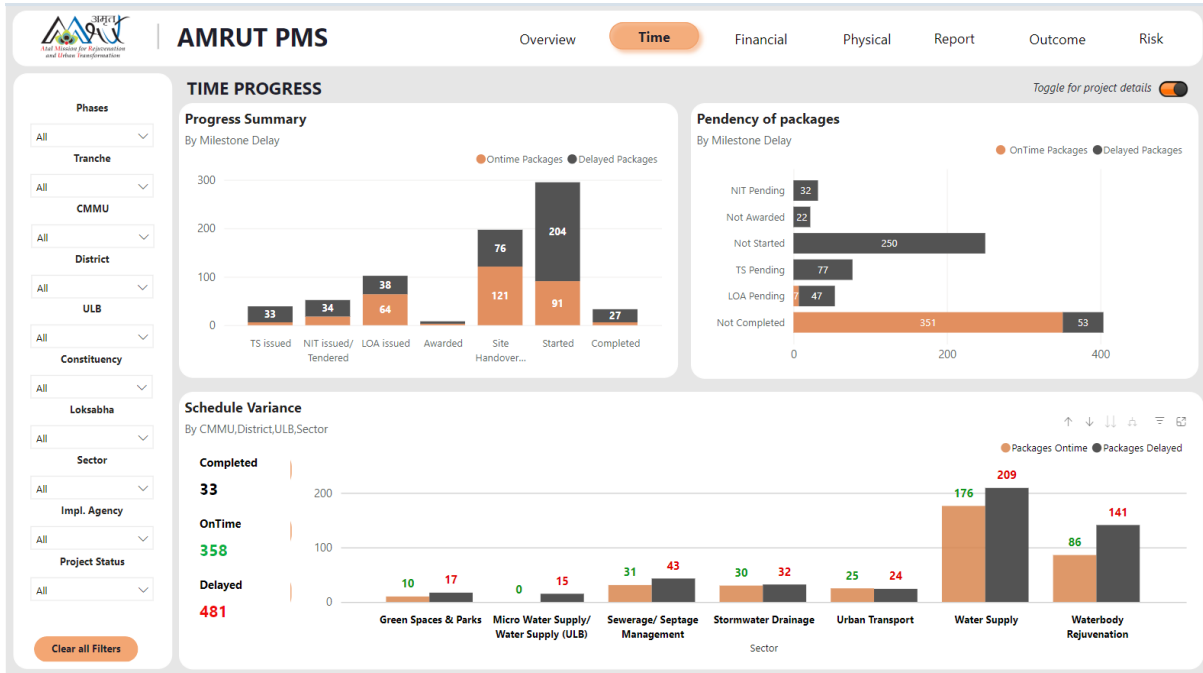 अमृत
Atal Mission for Rejuvenation
and Urban Transformation
AMRUT PMS
Overview
Time
Financial
Physical
Report
Outcome
Risk
Phases
All
Tranche
All
CMMU
All
District
All
ULB
All
Constituency
All
Loksabha
All
Sector
All
Impl. Agency
All
Project Status
All
Clear all Filters
TIME PROGRESS
Toggle for project details
Progress Summary
By Milestone Delay
Ontime Packages Delayed Packages
300
200
100
0
33
34
38
64
76
121
204
91
27
TS issued
NIT issued/
Tendered
LOA issued
Awarded
Site
Handover...
Started
Completed
Pendency of packages
By Milestone Delay
OnTime Packages Delayed Packages
NIT Pending 32
Not Awarded 22
Not Started 250
TS Pending 77
LOA Pending 7 47
Not Completed 351 53
0 200 400
Schedule Variance
By CMMU,District,ULB,Sector
Packages Ontime Packages Delayed
Completed
33
OnTime
358
Delayed
481
200
100
0
10 17
0 15
31 43
30 32
25 24
176 209
86 141
Green Spaces & Parks
Micro Water Supply/
Water Supply (ULB)
Sewerage/ Septage
Management
Stormwater Drainage
Urban Transport
Water Supply
Waterbody
Rejuvenation
Sector